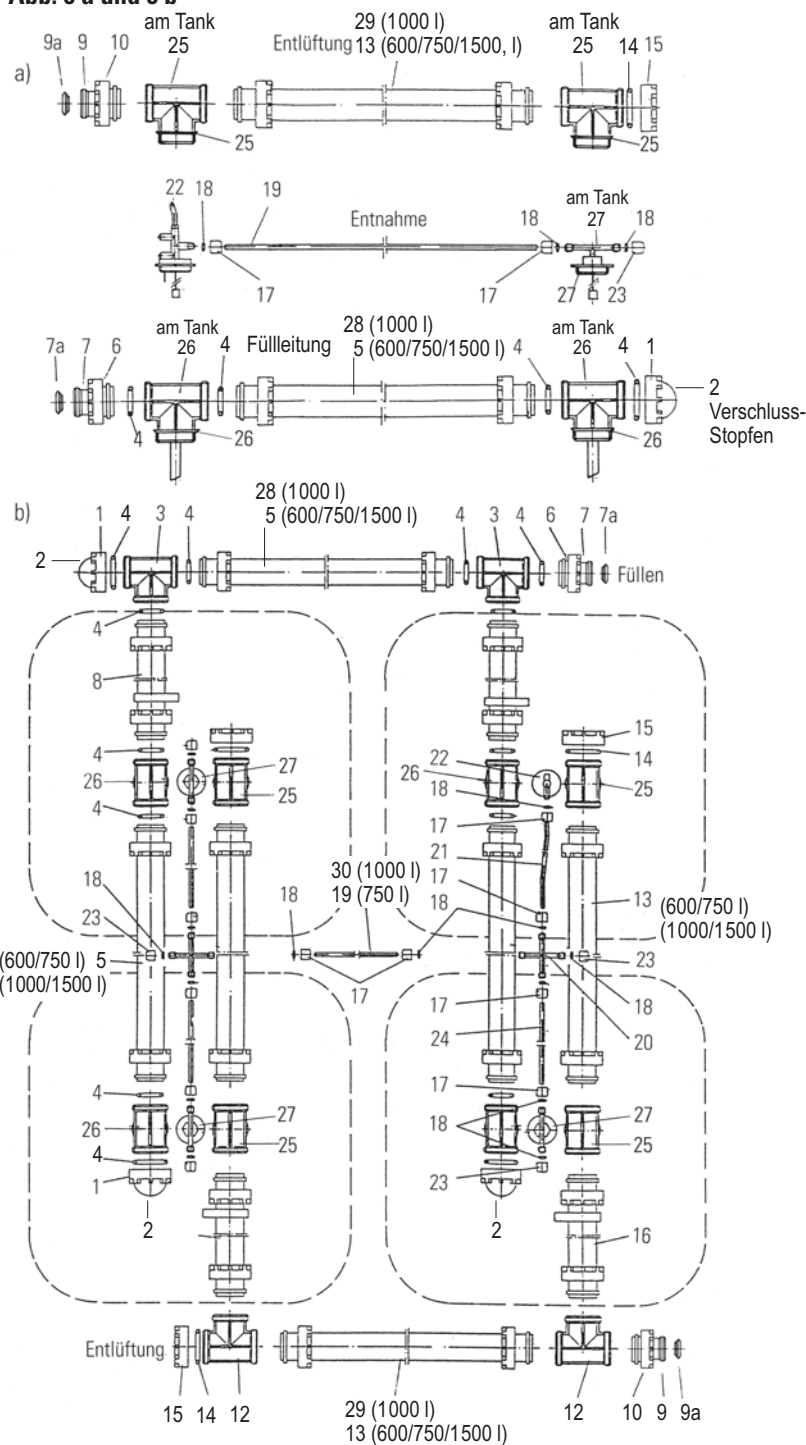 Abb. 3 a und 3 b
am Tank 29 (1000 l) am Tank
9a 9 10 25 Entlüftung 13 (600/750/1500, l) 25 14 15
a)
25 25
22 18 19 Entnahme am Tank
18 27 18
17 17 27 23
am Tank 28 (1000 l) am Tank
7a 7 6 26 4 Füllleitung 5 (600/750/1500 l) 4 26 4 1
2
Verschluss-
Stopfen
4 26 26
b) 28 (1000 l)
1 4 3 4 5 (600/750/1500 l) 4 3 4 6 7 7a
2 Füllen
4
8
15
4 22 14
26 27 26 25
25 18
4 17
21
30 (1000 l)
18 19 (750 l) 17 13 (600/750 l)
23 18 18 (1000/1500 l)
(600/750 l) 5 23
(1000/1500 l) 17 17 18
24 20
4 17
26 27 18 27
25 25
4 23
1
2 2
16
Entlüftung
15 14 12 29 (1000 l) 12 10 9 9a
13 (600/750/1500 l)